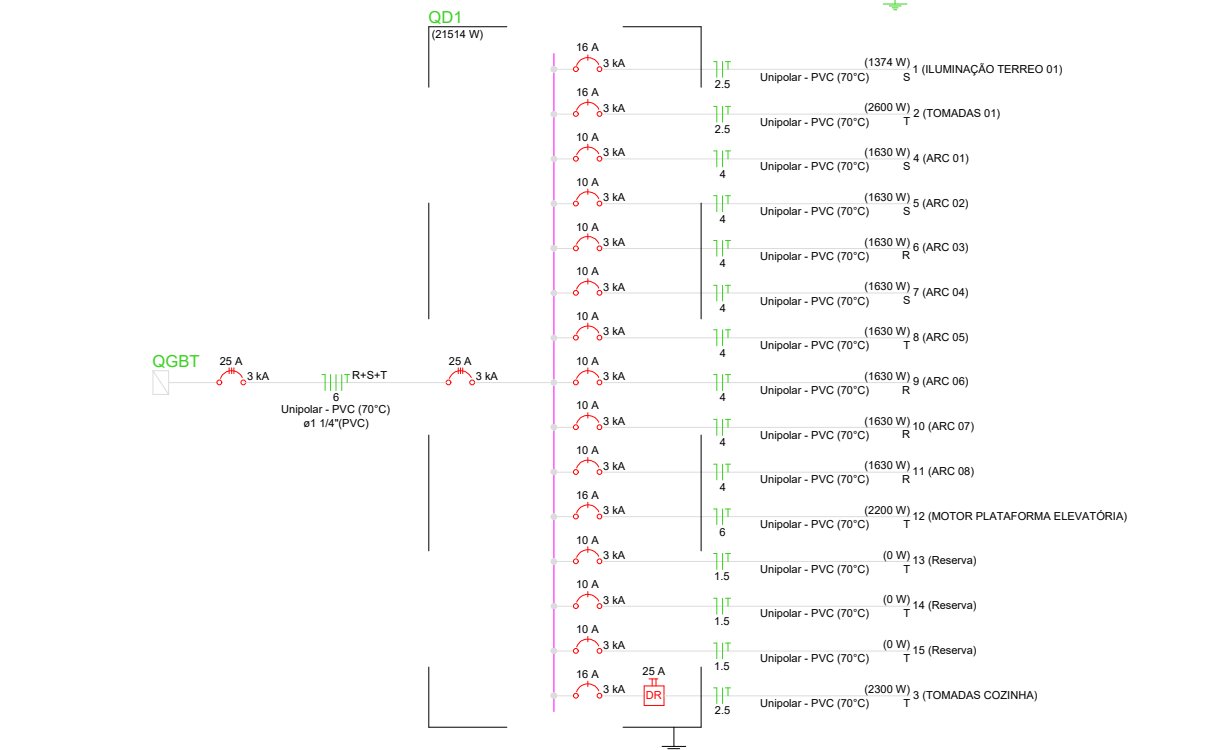 QD1
(21514 W)
16 A
3 kA
2.5
Unipolar - PVC (70°C)
(1374 W)
S
1 (ILUMINAÇÃO TERREO 01)
16 A
3 kA
2.5
Unipolar - PVC (70°C)
(2600 W)
T
2 (TOMADAS 01)
10 A
3 kA
4
Unipolar - PVC (70°C)
(1630 W)
S
4 (ARC 01)
10 A
3 kA
4
Unipolar - PVC (70°C)
(1630 W)
S
5 (ARC 02)
10 A
3 kA
4
Unipolar - PVC (70°C)
(1630 W)
R
6 (ARC 03)
10 A
3 kA
4
Unipolar - PVC (70°C)
(1630 W)
S
7 (ARC 04)
10 A
3 kA
4
Unipolar - PVC (70°C)
(1630 W)
T
8 (ARC 05)
QGBT
25 A
3 kA
T R+S+T
6
Unipolar - PVC (70°C)
ø1 1/4"(PVC)
25 A
3 kA
10 A
3 kA
4
Unipolar - PVC (70°C)
(1630 W)
R
9 (ARC 06)
10 A
3 kA
4
Unipolar - PVC (70°C)
(1630 W)
R
10 (ARC 07)
10 A
3 kA
4
Unipolar - PVC (70°C)
(1630 W)
R
11 (ARC 08)
16 A
3 kA
6
Unipolar - PVC (70°C)
(2200 W)
T
12 (MOTOR PLATAFORMA ELEVATÓRIA)
10 A
3 kA
1.5
Unipolar - PVC (70°C)
(0 W)
T
13 (Reserva)
10 A
3 kA
1.5
Unipolar - PVC (70°C)
(0 W)
T
14 (Reserva)
10 A
3 kA
1.5
Unipolar - PVC (70°C)
(0 W)
T
15 (Reserva)
16 A
3 kA
25 A
DR
2.5
Unipolar - PVC (70°C)
(2300 W)
T
3 (TOMADAS COZINHA)